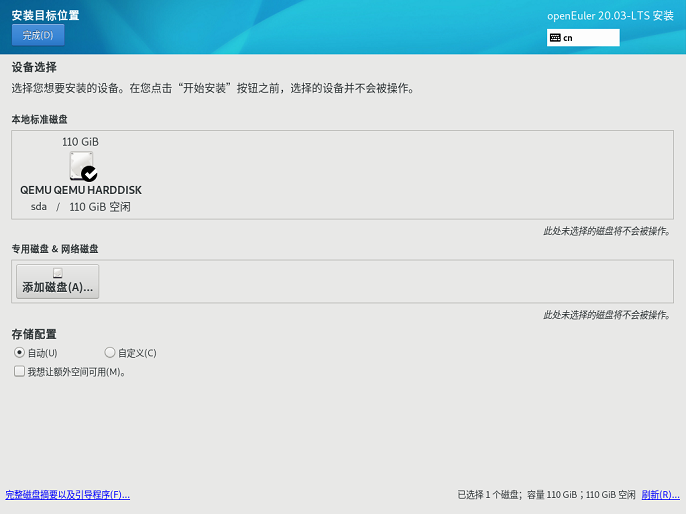 安装目标位置
openEuler 20.03-LTS 安装
完成(D)
cn
设备选择
选择您想要安装的设备。在您点击“开始安装”按钮之前，选择的设备并不会被操作。
本地标准磁盘
110 GiB
QEMU QEMU HARDDISK
sda / 110 GiB 空闲
此处未选择的磁盘将不会被操作。
专用磁盘 & 网络磁盘
添加磁盘(A)...
此处未选择的磁盘将不会被操作。
存储配置
自动(U) 自定义(C)
我想让额外空间可用(M)。
完整磁盘摘要以及引导程序(F)... 已选择 1 个磁盘；容量 110 GiB；110 GiB 空闲 刷新(R)...